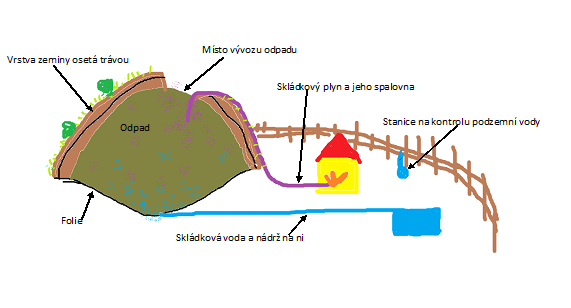 Místo vývozu odpadu
Vrstva zeminy osetá trávou
Skládkový plyn a jeho spalovna
Stanice na kontrolu podzemní vody
Odpad
Folie
Skládková voda a nádrž na ni